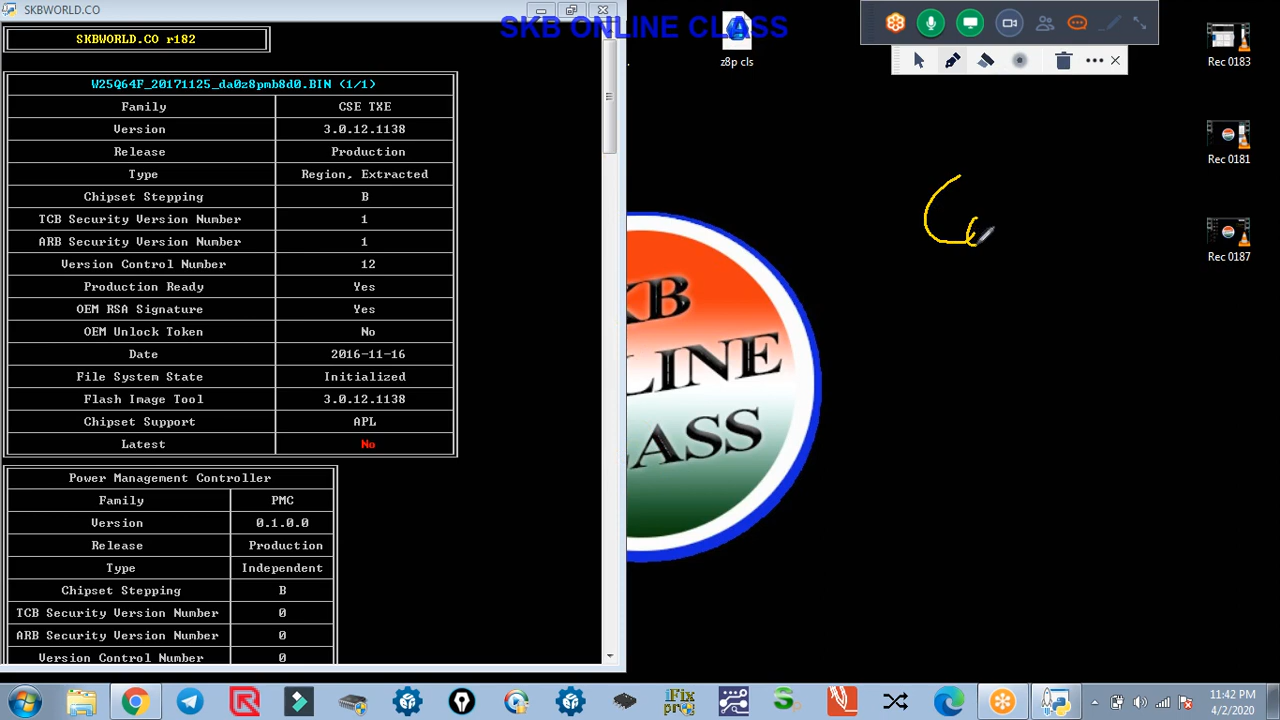 SKBWORLD.CO
SKB ONLINE CLASS
SKBWORLD.CO r182
W25Q64F_20171125_da0z8pmb8d0.BIN (1/1)
Family CSE TXE
Version 3.0.12.1138
Release Production
Type Region, Extracted
Chipset Stepping B
TCB Security Version Number 1
ARB Security Version Number 1
Version Control Number 12
Production Ready Yes
OEM RSA Signature Yes
OEM Unlock Token No
Date 2016-11-16
File System State Initialized
Flash Image Tool 3.0.12.1138
Chipset Support APL
Latest No
Power Management Controller
Family PMC
Version 0.1.0.0
Release Production
Type Independent
Chipset Stepping B
TCB Security Version Number 0
ARB Security Version Number 0
Version Control Number 0
z8p cls
Rec 0183
Rec 0181
Rec 0187
KB
LINE
ASS
iFix
prog
11:42 PM
4/2/2020